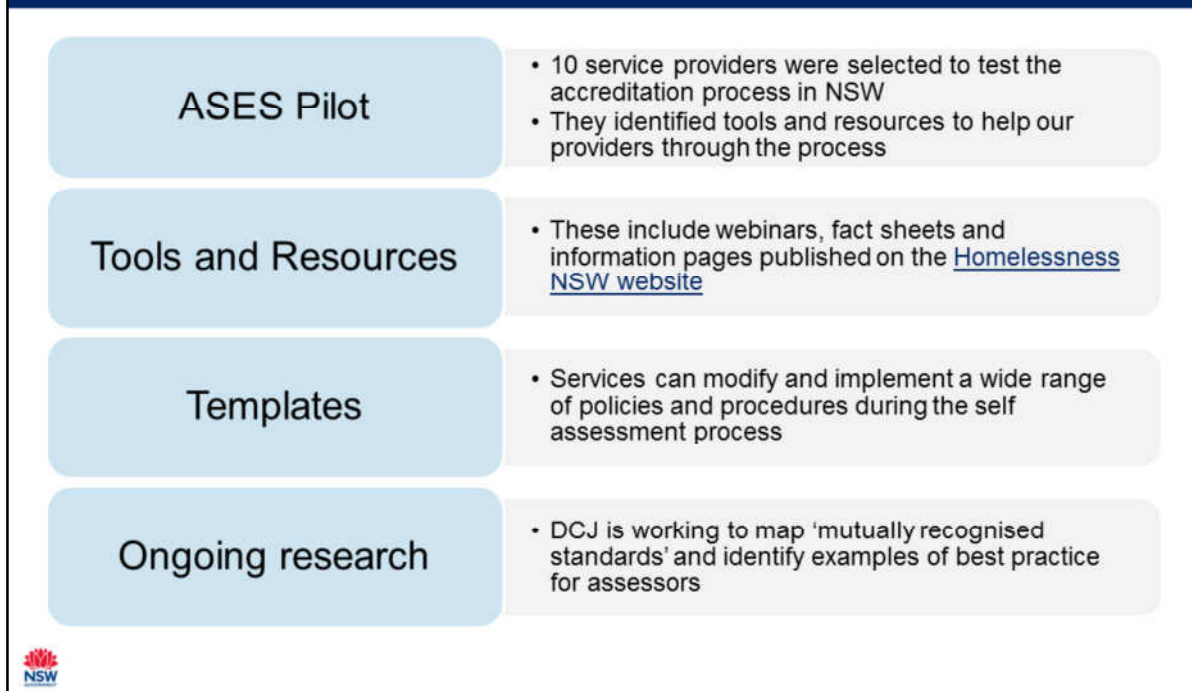 ASES Pilot
• 10 service providers were selected to test the
accreditation process in NSW
• They identified tools and resources to help our
providers through the process
Tools and Resources
• These include webinars, fact sheets and
information pages published on the Homelessness
NSW website
Templates
• Services can modify and implement a wide range
of policies and procedures during the self
assessment process
Ongoing research
• DCJ is working to map ‘mutually recognised
standards’ and identify examples of best practice
for assessors
NSW
GOVERNMENT